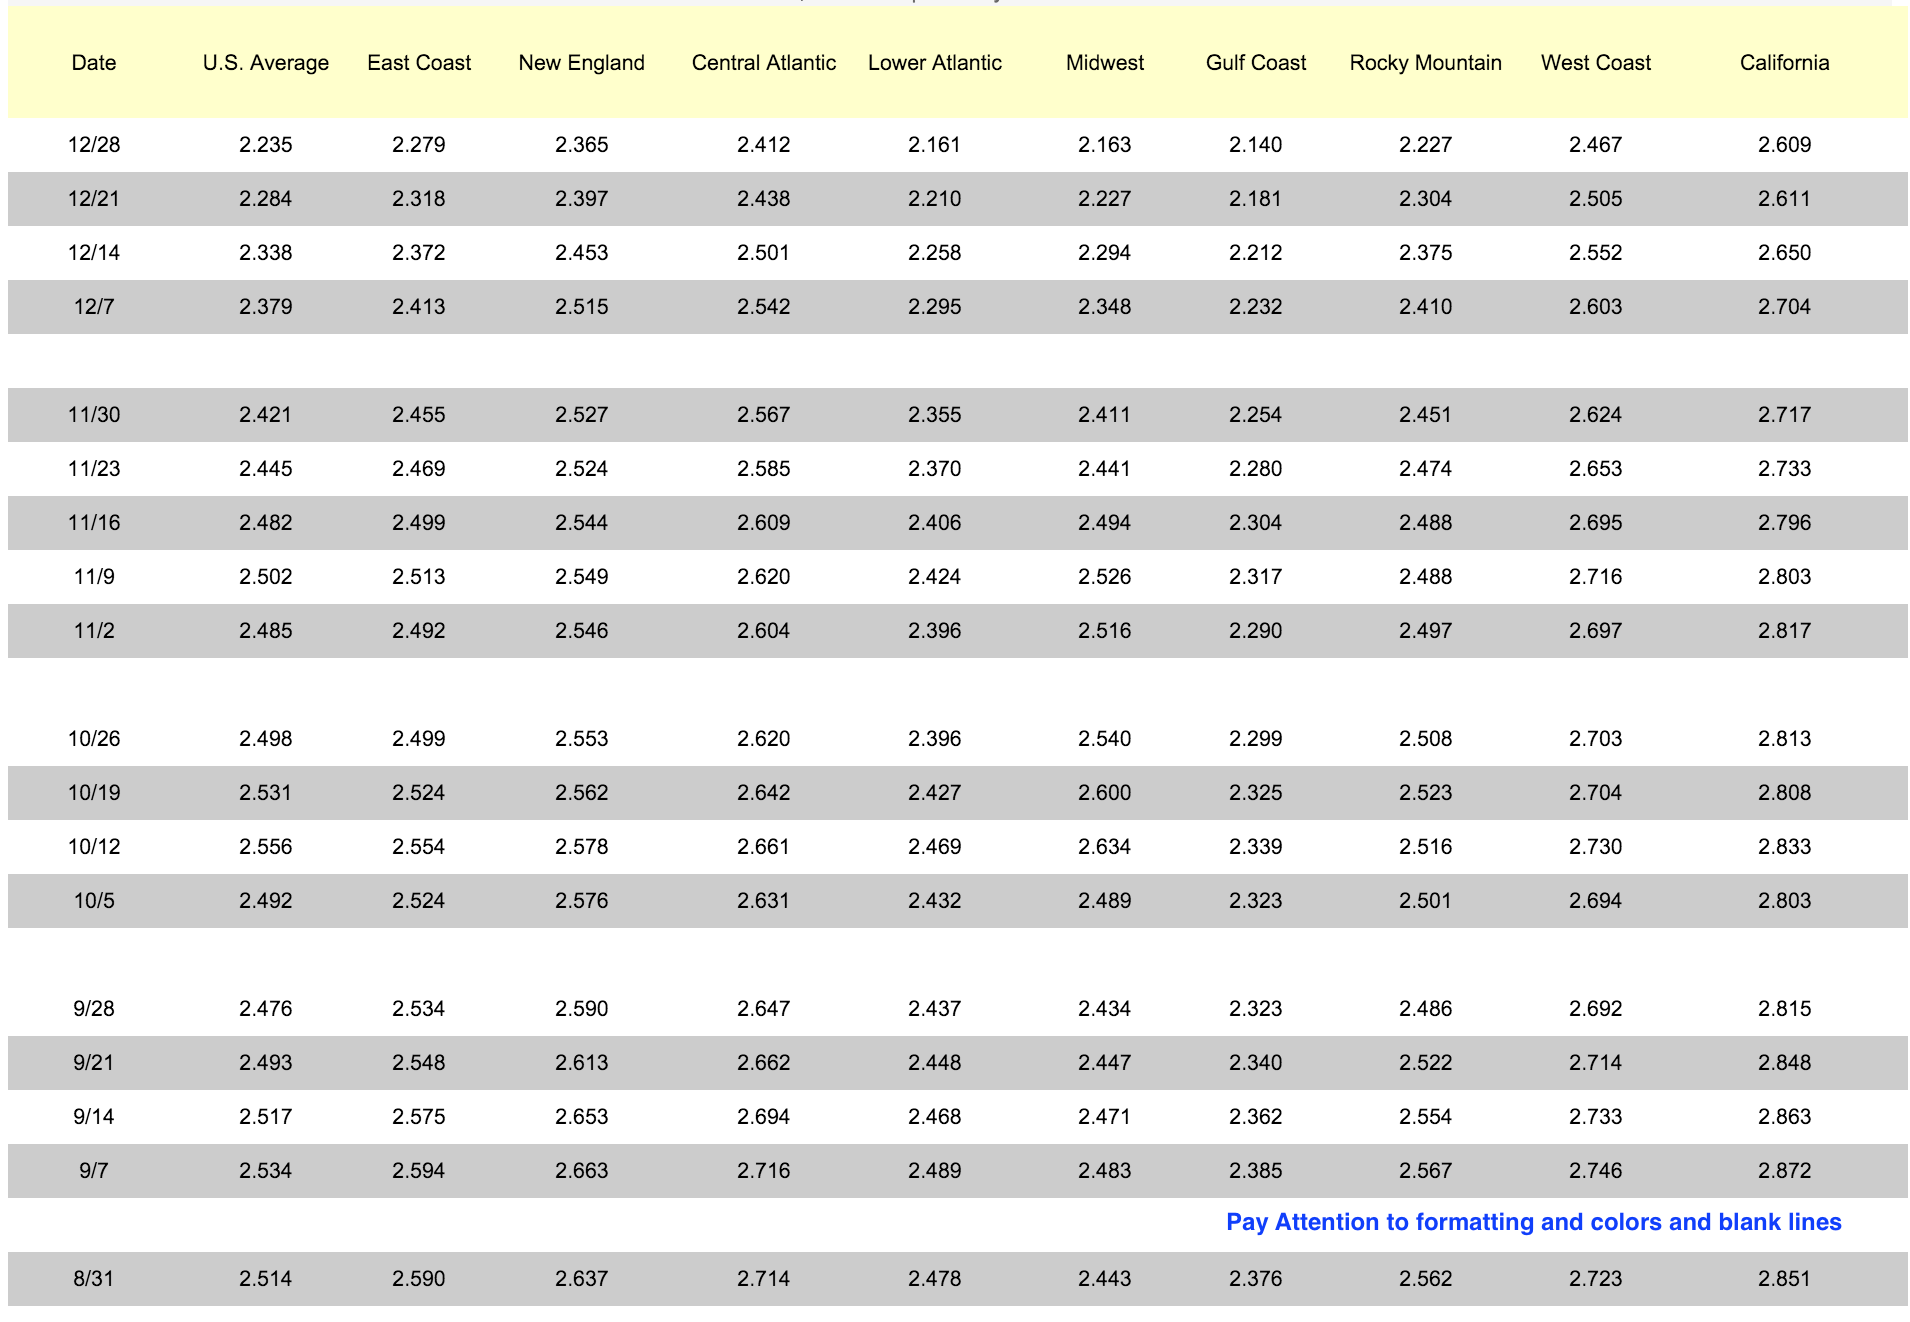 Date U.S. Average East Coast New England Central Atlantic Lower Atlantic Midwest Gulf Coast Rocky Mountain West Coast California
12/28 2.235 2.279 2.365 2.412 2.161 2.163 2.140 2.227 2.467 2.609
12/21 2.284 2.318 2.397 2.438 2.210 2.227 2.181 2.304 2.505 2.611
12/14 2.338 2.372 2.453 2.501 2.258 2.294 2.212 2.375 2.552 2.650
12/7 2.379 2.413 2.515 2.542 2.295 2.348 2.232 2.410 2.603 2.704
11/30 2.421 2.455 2.527 2.567 2.355 2.411 2.254 2.451 2.624 2.717
11/23 2.445 2.469 2.524 2.585 2.370 2.441 2.280 2.474 2.653 2.733
11/16 2.482 2.499 2.544 2.609 2.406 2.494 2.304 2.488 2.695 2.796
11/9 2.502 2.513 2.549 2.620 2.424 2.526 2.317 2.488 2.716 2.803
11/2 2.485 2.492 2.546 2.604 2.396 2.516 2.290 2.497 2.697 2.817
10/26 2.498 2.499 2.553 2.620 2.396 2.540 2.299 2.508 2.703 2.813
10/19 2.531 2.524 2.562 2.642 2.427 2.600 2.325 2.523 2.704 2.808
10/12 2.556 2.554 2.578 2.661 2.469 2.634 2.339 2.516 2.730 2.833
10/5 2.492 2.524 2.576 2.631 2.432 2.489 2.323 2.501 2.694 2.803
9/28 2.476 2.534 2.590 2.647 2.437 2.434 2.323 2.486 2.692 2.815
9/21 2.493 2.548 2.613 2.662 2.448 2.447 2.340 2.522 2.714 2.848
9/14 2.517 2.575 2.653 2.694 2.468 2.471 2.362 2.554 2.733 2.863
9/7 2.534 2.594 2.663 2.716 2.489 2.483 2.385 2.567 2.746 2.872
Pay Attention to formatting and colors and blank lines
8/31 2.514 2.590 2.637 2.714 2.478 2.443 2.376 2.562 2.723 2.851